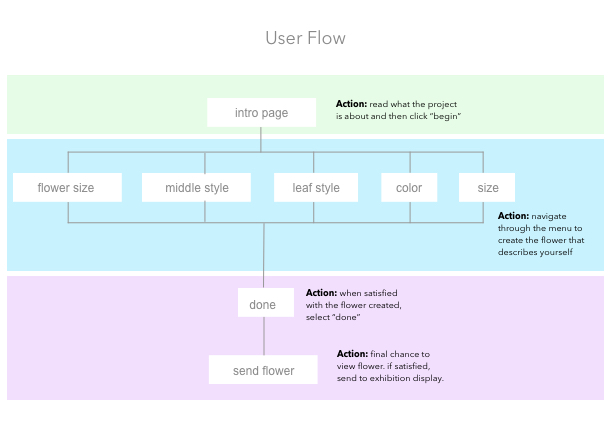 User Flow
intro page
Action: read what the project
is about and then click “begin”
flower size
middle style
leaf style
color
size
Action: navigate
through the menu to
create the flower that
describes yourself
done
Action: when satisfied
with the flower created,
select “done”
send flower
Action: final chance to
view flower. if satisfied,
send to exhibition display.